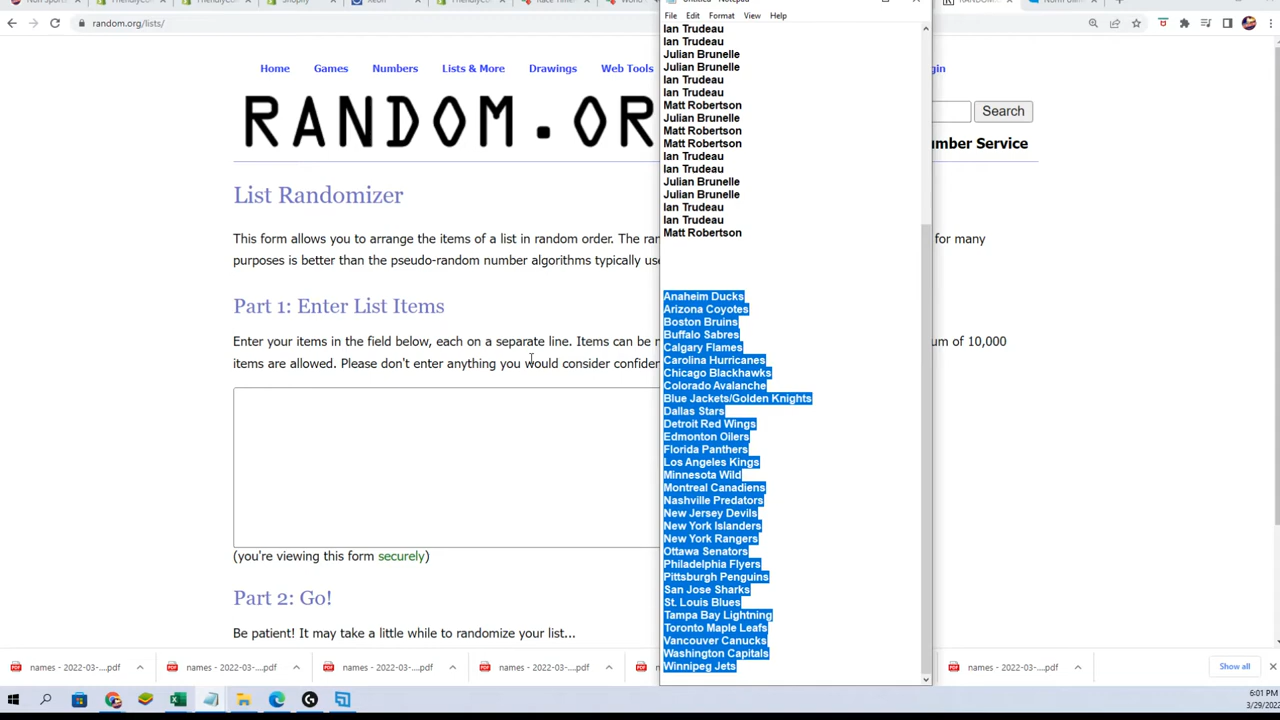 random.org/lists/
File Edit Format View Help
Home Games Numbers Lists & More Drawings Web Tools
RANDOM.OR
Search
mber Service
List Randomizer
This form allows you to arrange the items of a list in random order. The
for many
purposes is better than the pseudo-random number algorithms typically
Part 1: Enter List Items
Enter your items in the field below, each on a separate line. Items can be
um of 10,000
items are allowed. Please don't enter anything you would consider
(you're viewing this form securely)
Part 2: Go!
Be patient! It may take a little while to randomize your list...
Ian Trudeau
Ian Trudeau
Julian Brunelle
Julian Brunelle
Ian Trudeau
Ian Trudeau
Matt Robertson
Julian Brunelle
Matt Robertson
Matt Robertson
Ian Trudeau
Ian Trudeau
Julian Brunelle
Julian Brunelle
Ian Trudeau
Ian Trudeau
Matt Robertson
Anaheim Ducks
Arizona Coyotes
Boston Bruins
Buffalo Sabres
Calgary Flames
Carolina Hurricanes
Chicago Blackhawks
Colorado Avalanche
Blue Jackets/Golden Knights
Dallas Stars
Detroit Red Wings
Edmonton Oilers
Florida Panthers
Los Angeles Kings
Minnesota Wild
Montreal Canadiens
Nashville Predators
New Jersey Devils
New York Islanders
New York Rangers
Ottawa Senators
Philadelphia Flyers
Pittsburgh Penguins
San Jose Sharks
St. Louis Blues
Tampa Bay Lightning
Toronto Maple Leafs
Vancouver Canucks
Washington Capitals
Winnipeg Jets
names - 2022-03-....pdf
names - 2022-03-....pdf
names - 2022-03-....pdf
names - 2022-03-....pdf
names - 2022-03-....pdf
Show all
6:01 PM